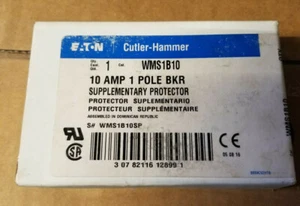 EATON Cutler-Hammer
1 WMS1B10
10 AMP 1 POLE BKR
SUPPLEMENTARY PROTECTOR
PROTECTOR SUPLEMENTARIO
PROTECTEUR SUPPLÉMENTAIRE
ASSEMBLED IN DOMINICAN REPUBLIC
S# WMS1B10SP
3 07 82116 12899 1